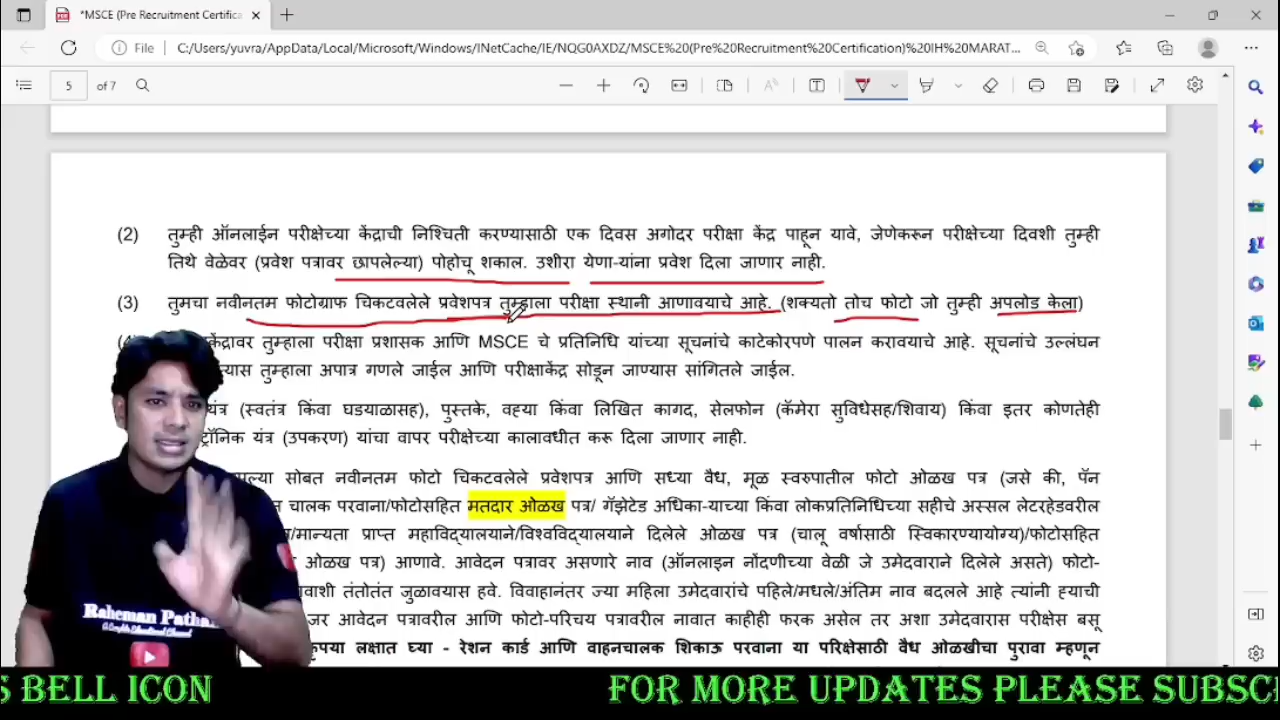 *MSCE (Pre Recruitment Certifica
File
C:/Users/yuvra/AppData/Local/Microsoft/Windows/INetCache/IE/NQG0AXDZ/MSCE%20(Pre%20Recruitment%20Certification)%20IH%20MARAT...
5 of 7
(2) तुम्ही ऑनलाईन परीक्षेच्या केंद्राची निश्चिती करण्यासाठी एक दिवस अगोदर परीक्षा केंद्र पाहून यावे, जेणेकरून परीक्षेच्या दिवशी तुम्ही
तिथे वेळेवर (प्रवेश पत्रावर छापलेल्या) पोहोचू शकाल. उशीरा येणा-यांना प्रवेश दिला जाणार नाही.
(3) तुमचा नवीनतम फोटोग्राफ चिकटवलेले प्रवेशपत्र तुम्हाला परीक्षा स्थानी आणावयाचे आहे. (शक्यतो तोच फोटो जो तुम्ही अपलोड केला)
केंद्रावर तुम्हाला परीक्षा प्रशासक आणि MSCE चे प्रतिनिधि यांच्या सूचनांचे काटेकोरपणे पालन करावयाचे आहे. सूचनांचे उल्लंघन
तुम्हाला अपात्र गणले जाईल आणि परीक्षाकेंद्र सोडून जाण्यास सांगितले जाईल.
(स्वतंत्र किंवा घडयाळासह), पुस्तके, वह्या किंवा लिखित कागद, सेलफोन (कॅमेरा सुविधेसह/शिवाय) किंवा इतर कोणतेही
यंत्र (उपकरण) यांचा वापर परीक्षेच्या कालावधीत करू दिला जाणार नाही.
सोबत नवीनतम फोटो चिकटवलेले प्रवेशपत्र आणि सध्या वैध, मूळ स्वरुपातील फोटो ओळख पत्र (जसे की, पॅन
चालक परवाना/फोटोसहित मतदार ओळख पत्र/ गॅझेटेड अधिका-याच्या किंवा लोकप्रतिनिधिच्या सहीचे अस्सल लेटरहेडवरील
/मान्यता प्राप्त महाविद्यालयाने/विश्वविद्यालयाने दिलेले ओळख पत्र (चालू वर्षासाठी स्विकारण्यायोग्य)/फोटोसहित
ओळख पत्र) आणावे. आवेदन पत्रावर असणारे नाव (ऑनलाइन नोंदणीच्या वेळी जे उमेदवाराने दिलेले असते) फोटो-
तंतोतंत जुळावयास हवे. विवाहानंतर ज्या महिला उमेदवारांचे पहिले/मधले/अंतिम नाव बदलले आहे त्यांनी ह्याची
जर आवेदन पत्रावरील आणि फोटो-परिचय पत्रावरील नावात काहीही फरक असेल तर अशा उमेदवारास परीक्षेस बसू
कृपया लक्षात घ्या - रेशन कार्ड आणि वाहनचालक शिकाऊ परवाना या परिक्षेसाठी वैध ओळखीचा पुरावा म्हणून
Raheman Pathan
S BELL ICON FOR MORE UPDATES PLEASE SUBSC